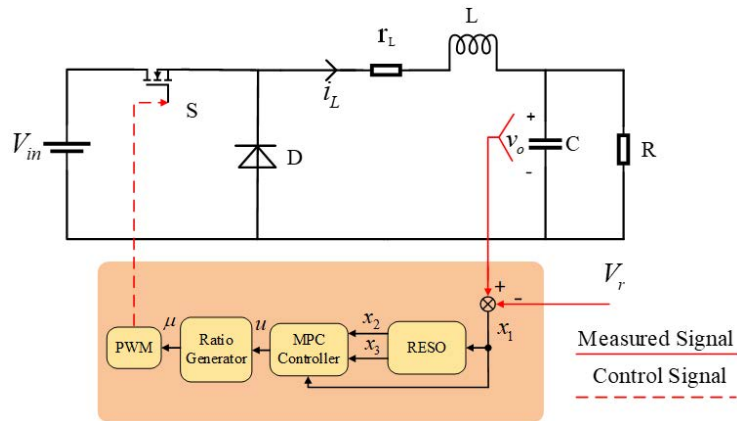 L
r_L
S
i_L
V_in
D
+
v_o
-
C
R
V_r
+
-
x_1
μ
u
x_2
x_3
PWM
Ratio
Generator
MPC
Controller
RESO
Measured Signal
Control Signal